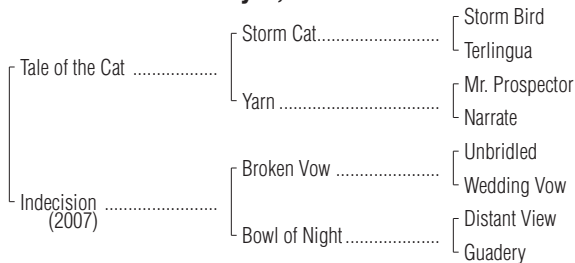 Storm Bird
Storm Cat
Terlingua
Tale of the Cat
Mr. Prospector
Yarn
Narrate
Unbridled
Broken Vow
Wedding Vow
Indecision
(2007)
Distant View
Bowl of Night
Guadery